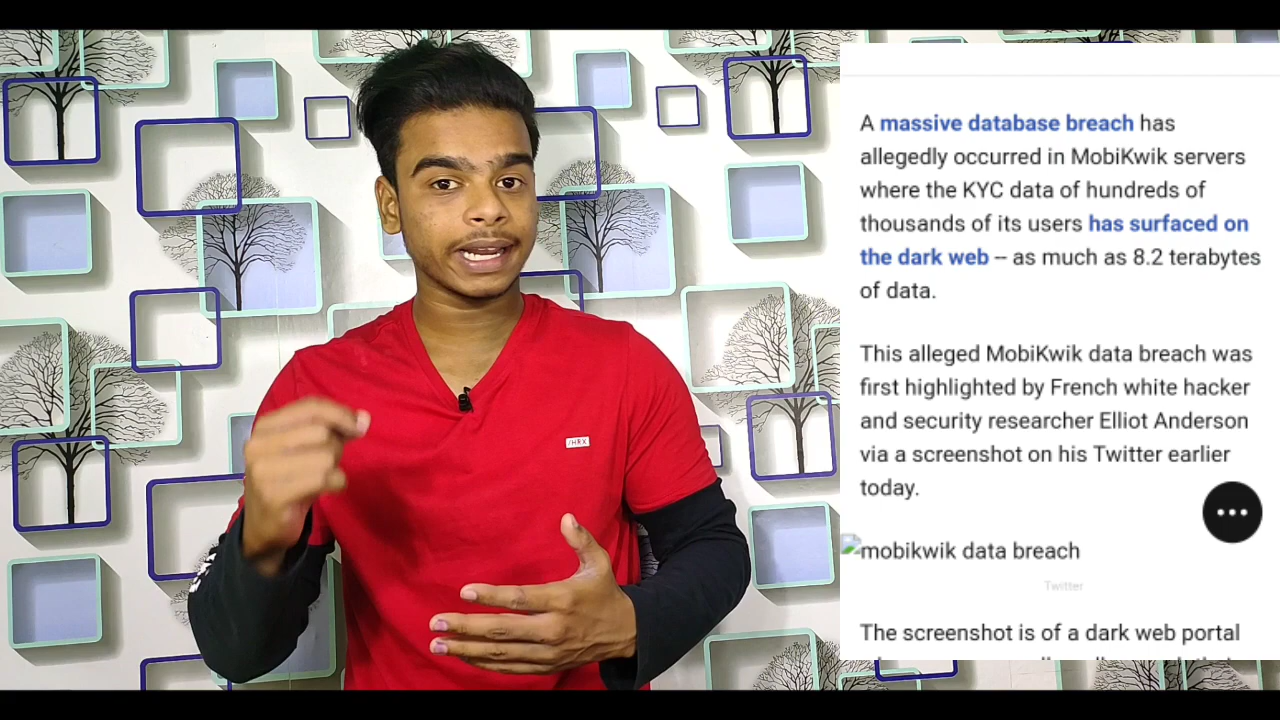 A massive database breach has
allegedly occurred in MobiKwik servers
where the KYC data of hundreds of
thousands of its users has surfaced on
the dark web -- as much as 8.2 terabytes
of data.
This alleged MobiKwik data breach was
first highlighted by French white hacker
and security researcher Elliot Anderson
via a screenshot on his Twitter earlier
today.
mobikwik data breach
Twitter
The screenshot is of a dark web portal
/HRX